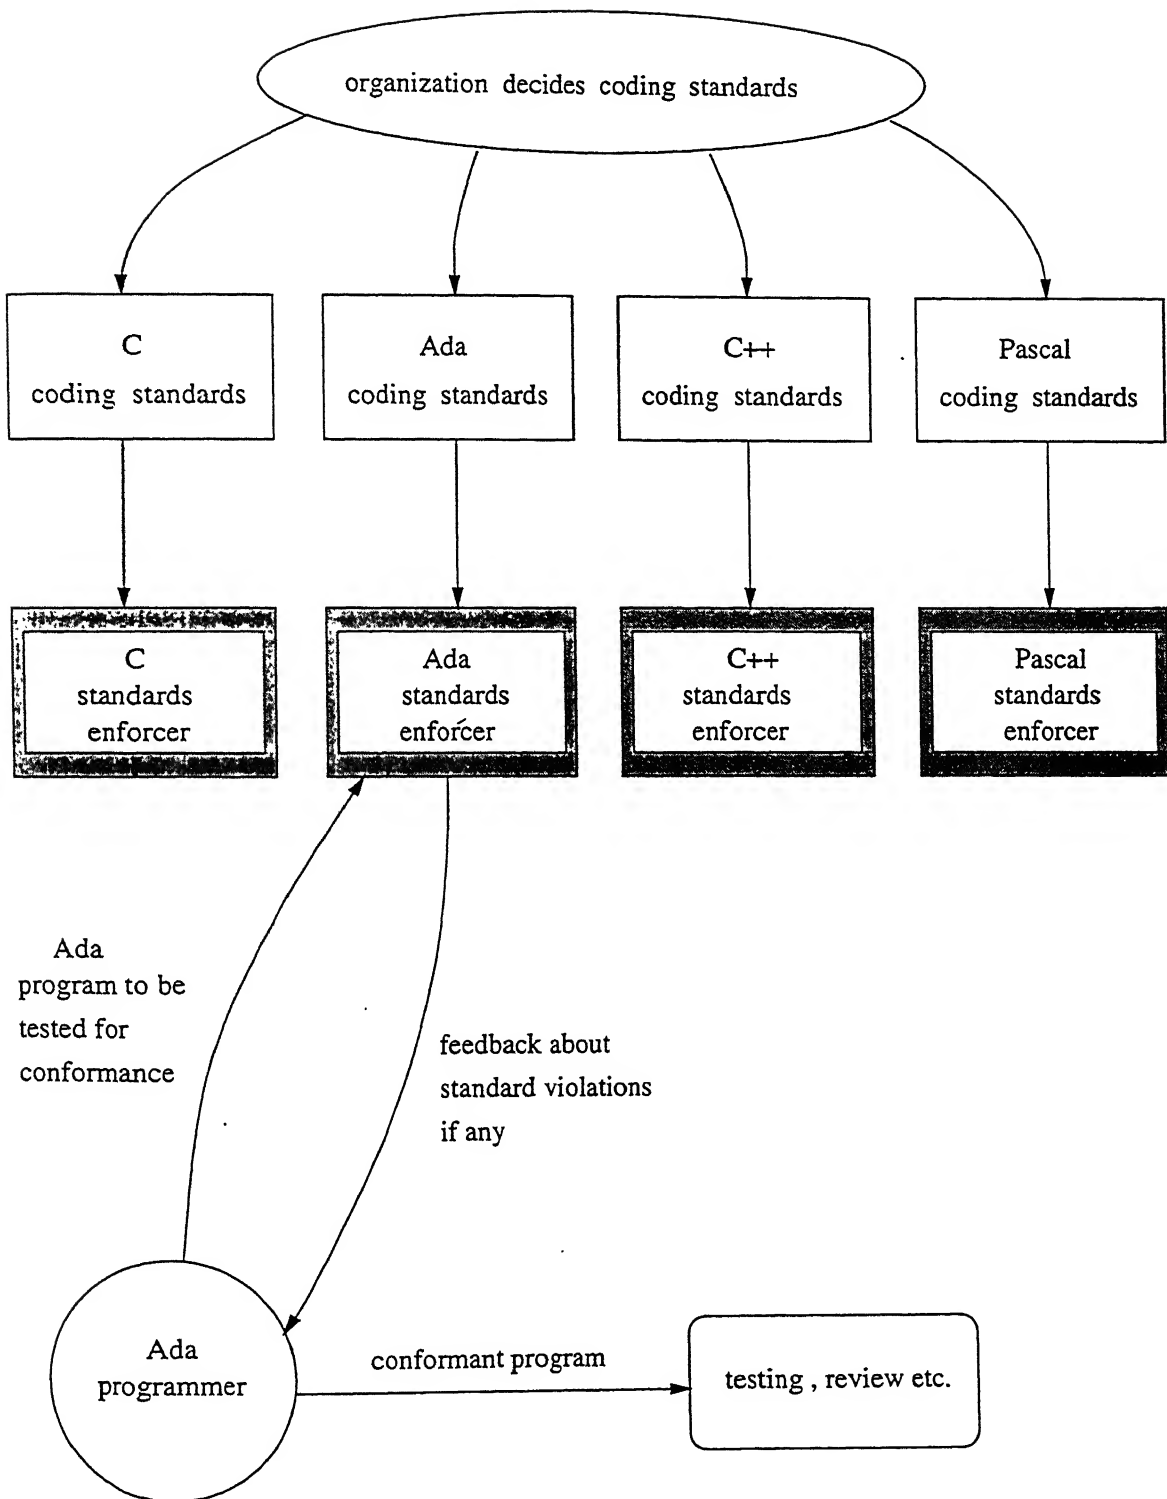 organization decides coding standards
C
coding standards
Ada
coding standards
C++
coding standards
Pascal
coding standards
C
standards
enforcer
Ada
standards
enforcer
C++
standards
enforcer
Pascal
standards
enforcer
Ada
program to be
tested for
conformance
feedback about
standard violations
if any
Ada
programmer
conformant program
testing , review etc.